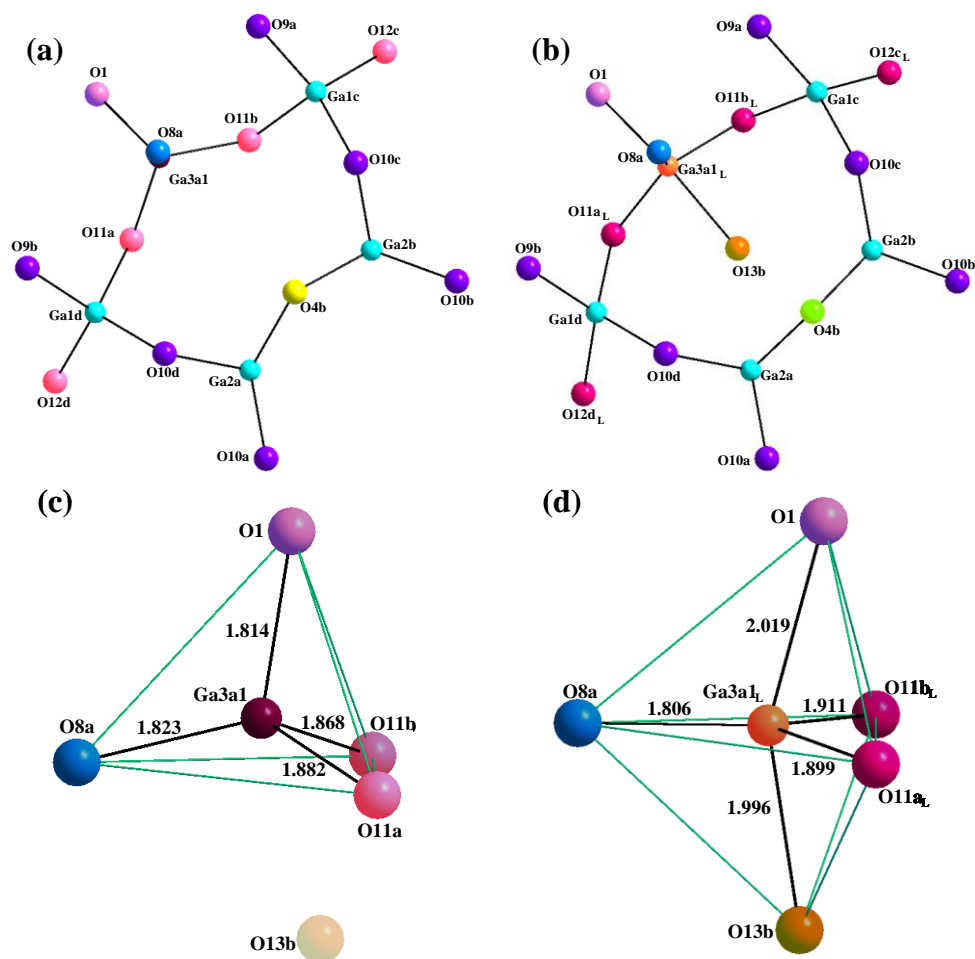 (a)
O9a
O12c
O1
Ga1c
O11b
O8a
Ga3a1
O10c
O11a
O9b
Ga2b
O10b
O4b
Ga1d
O10d
Ga2a
O12d
O10a
(b)
O9a
O12cL
O1
Ga1c
O11bL
O8a
Ga3a1L
O10c
O11aL
O9b
O13b
Ga2b
O10b
Ga1d
O4b
O10d
Ga2a
O12dL
O10a
(c)
O1
1.814
Ga3a1
O8a
1.823
1.868
O11b
1.882
O11a
O13b
(d)
O1
2.019
O8a
Ga3a1L
O11bL
1.806
1.911
1.899
O11aL
1.996
O13b